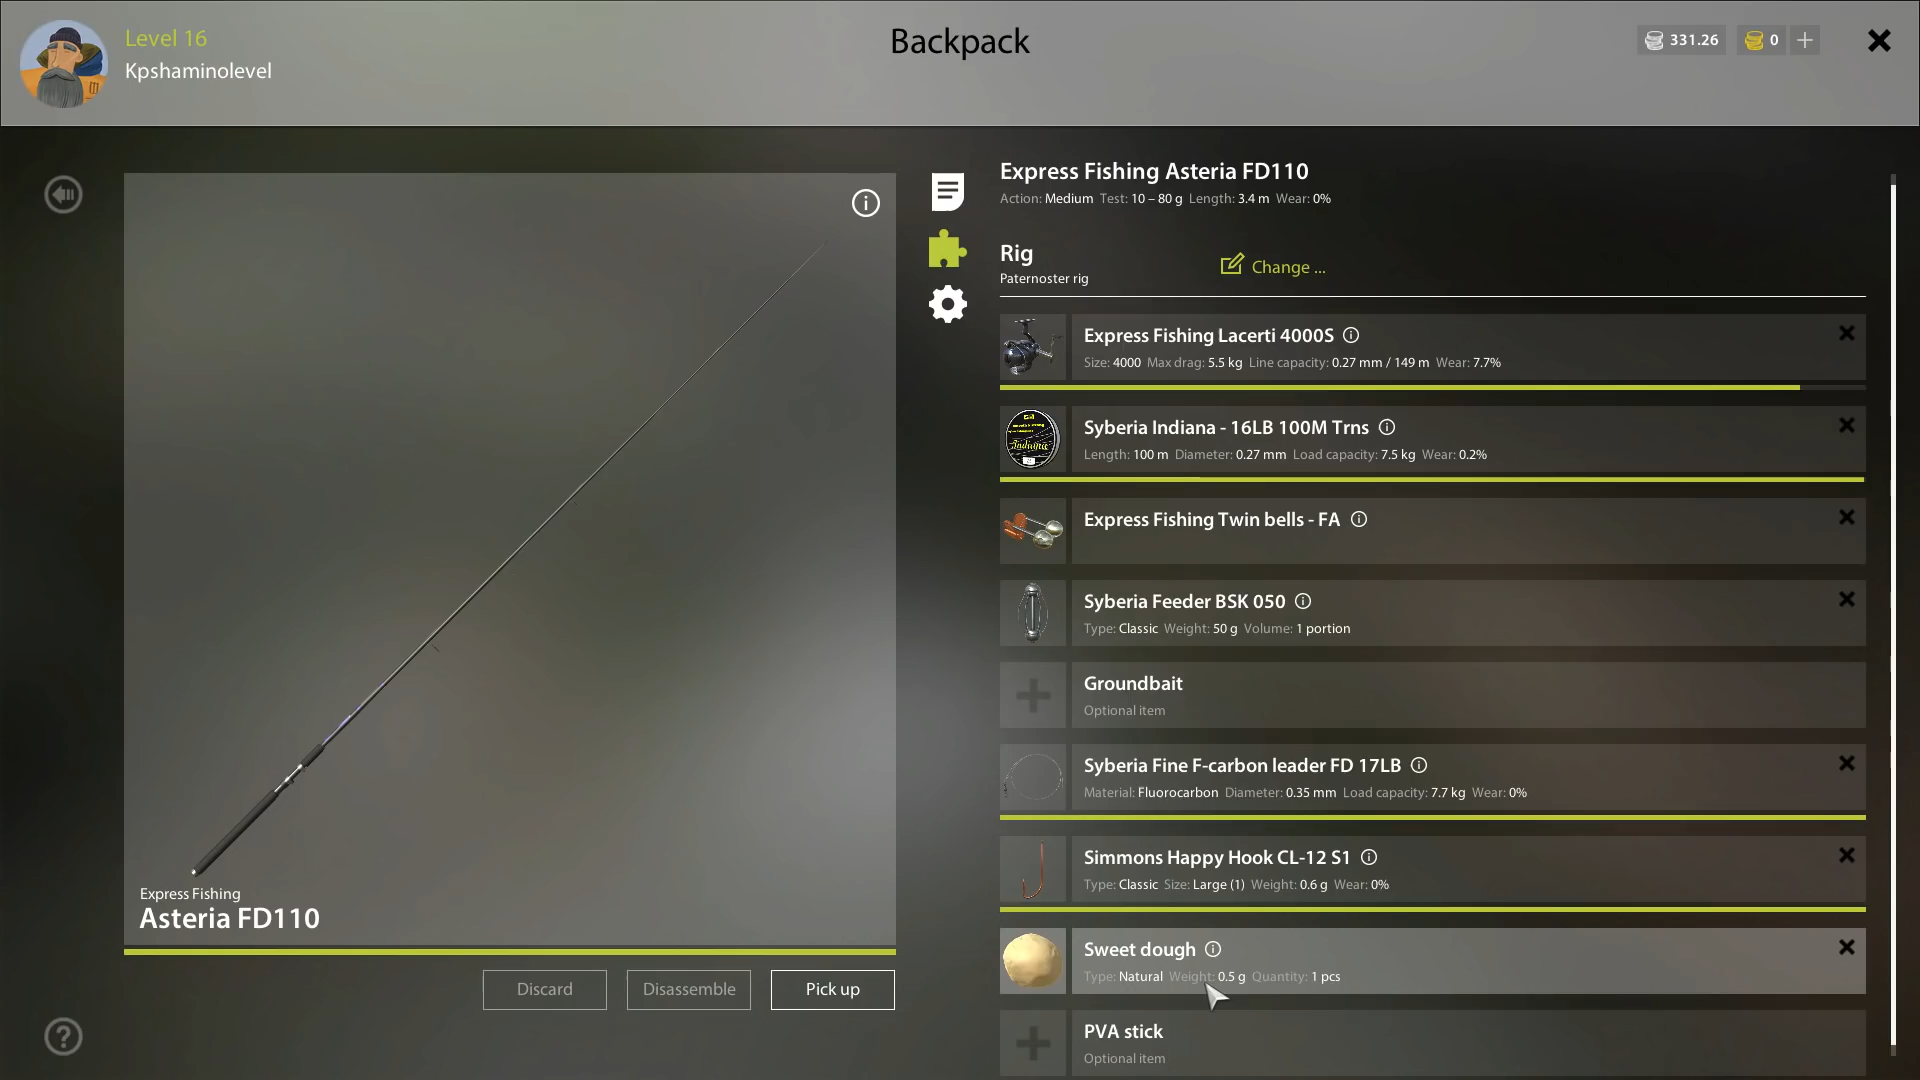 Level 16
Kpshaminolevel
Backpack
331.26
0
Express Fishing
Asteria FD110
Discard
Disassemble
Pick up
Express Fishing Asteria FD110
Action: Medium Test: 10 – 80 g Length: 3.4 m Wear: 0%
Rig
Paternoster rig
Change ...
Express Fishing Lacerti 4000S
Size: 4000 Max drag: 5.5 kg Line capacity: 0.27 mm / 149 m Wear: 7.7%
Indiana
Syberia Indiana - 16LB 100M Trns
Length: 100 m Diameter: 0.27 mm Load capacity: 7.5 kg Wear: 0.2%
Express Fishing Twin bells - FA
Syberia Feeder BSK 050
Type: Classic Weight: 50 g Volume: 1 portion
Groundbait
Optional item
Syberia Fine F-carbon leader FD 17LB
Material: Fluorocarbon Diameter: 0.35 mm Load capacity: 7.7 kg Wear: 0%
Simmons Happy Hook CL-12 S1
Type: Classic Size: Large (1) Weight: 0.6 g Wear: 0%
Sweet dough
Type: Natural Weight: 0.5 g Quantity: 1 pcs
PVA stick
Optional item